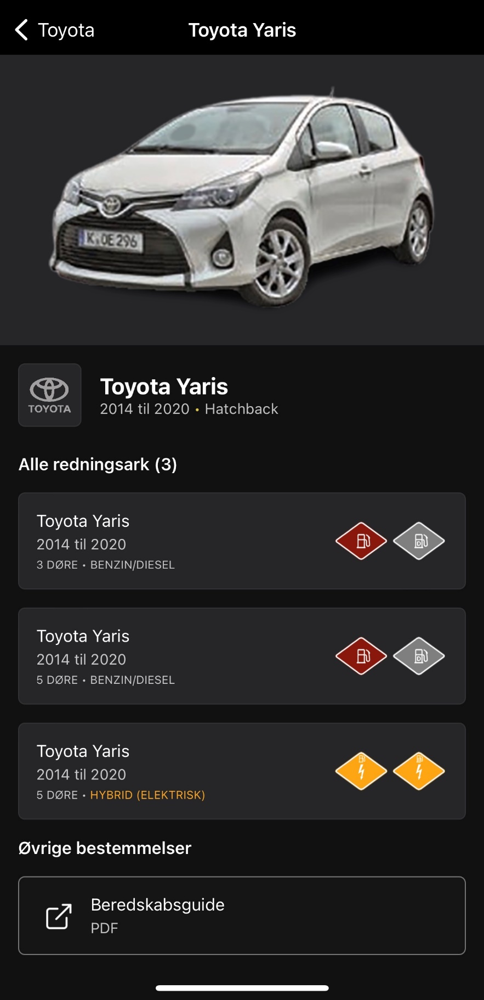 Toyota
Toyota Yaris
K·OE 296
TOYOTA
Toyota Yaris
2014 til 2020 • Hatchback
Alle redningsark (3)
Toyota Yaris
2014 til 2020
3 DØRE • BENZIN/DIESEL
D
Toyota Yaris
2014 til 2020
5 DØRE • BENZIN/DIESEL
D
Toyota Yaris
2014 til 2020
5 DØRE • HYBRID (ELEKTRISK)
Øvrige bestemmelser
Beredskabsguide
PDF